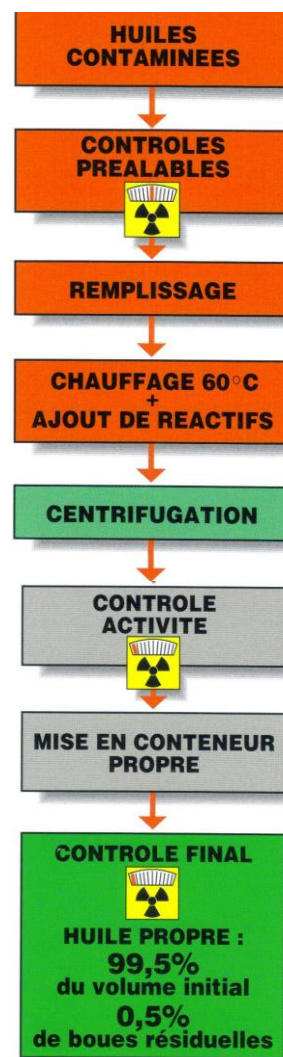 HUILES
CONTAMINEES
CONTROLES
PREALABLES
REMPLISSAGE
CHAUFFAGE 60°C
+
AJOUT DE REACTIFS
CENTRIFUGATION
CONTROLE
ACTIVITE
MISE EN CONTENEUR
PROPRE
CONTROLE FINAL
HUILE PROPRE :
99,5%
du volume initial
0,5%
de boues résiduelles